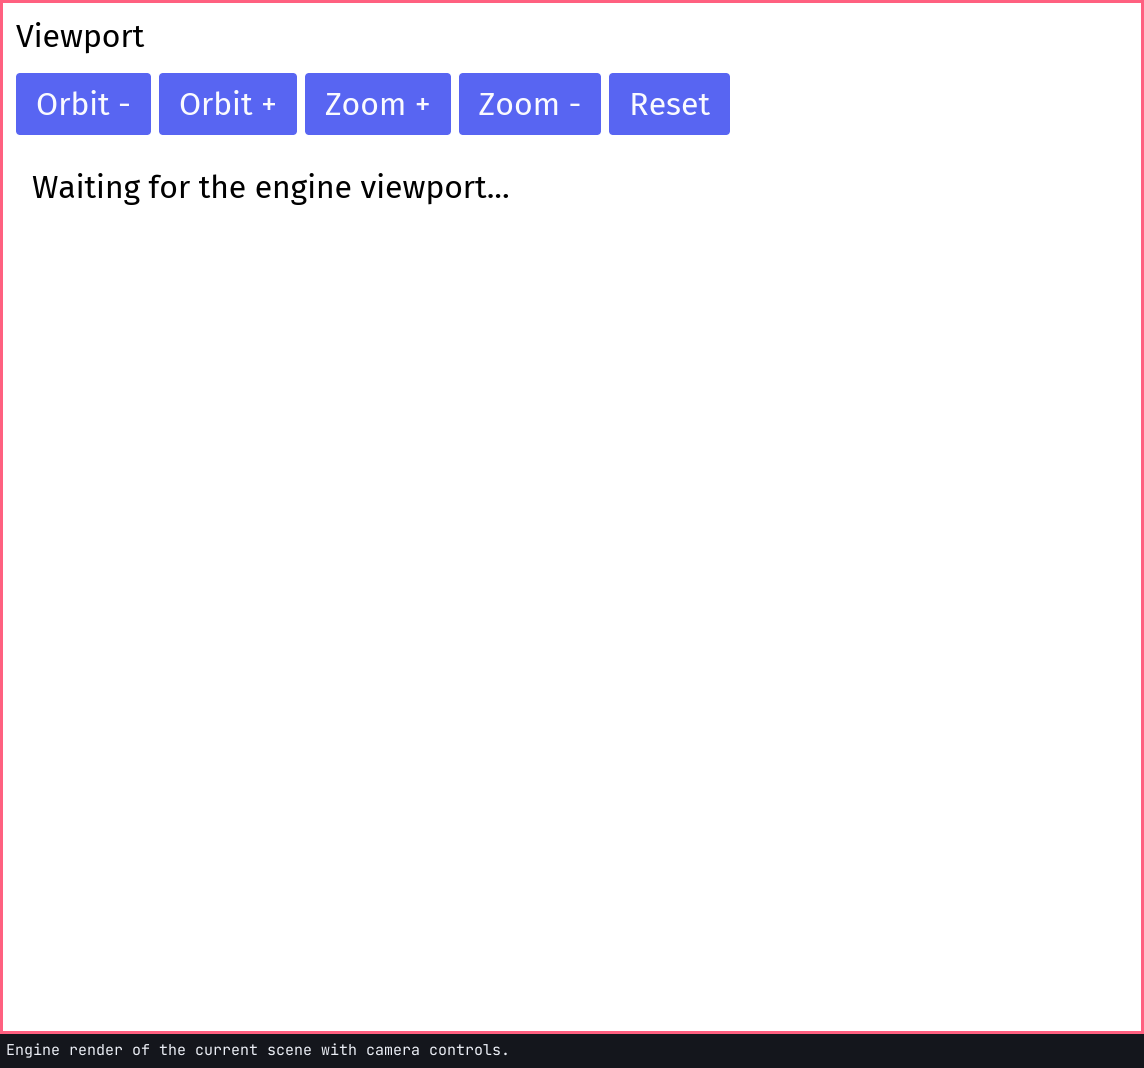 Viewport
Orbit - Orbit + Zoom + Zoom - Reset
Waiting for the engine viewport...
Engine render of the current scene with camera controls.